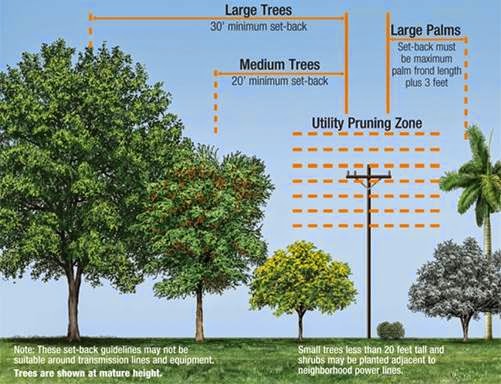 Large Trees
30' minimum set-back
Large Palms
Set-back must
be maximum
palm frond length
plus 3 feet
Medium Trees
20' minimum set-back
Utility Pruning Zone
Note: These set-back guidelines may not be
suitable around transmission lines and equipment.
Trees are shown at mature height.
Small trees less than 20 feet tall and
shrubs may be planted adjacent to
neighborhood power lines.